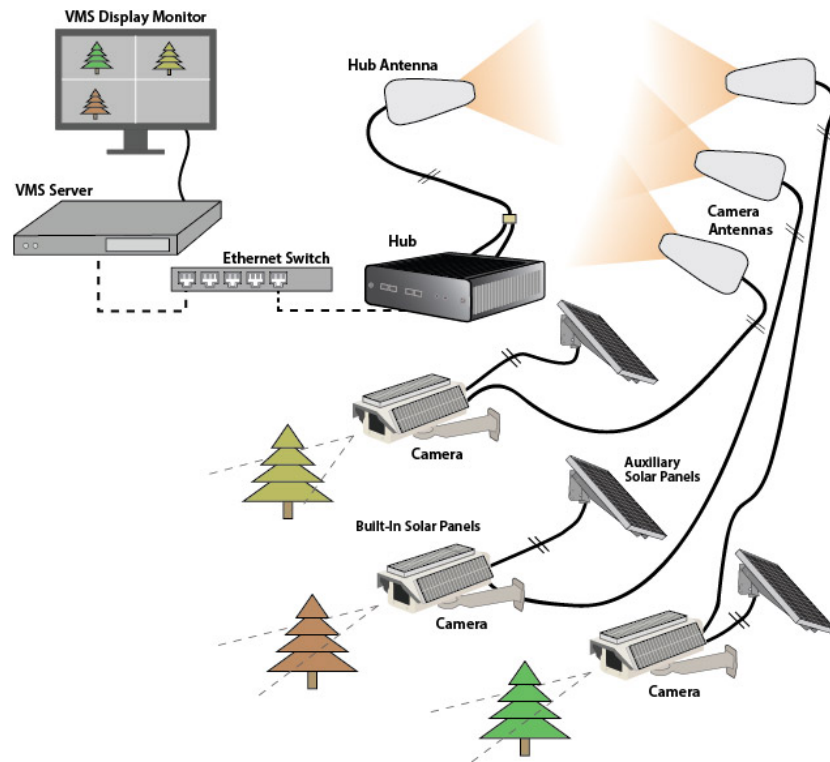 VMS Display Monitor
Hub Antenna
VMS Server
Camera
Antennas
Ethernet Switch
Hub
Camera
Auxiliary
Solar Panels
Built-In Solar Panels
Camera
Camera